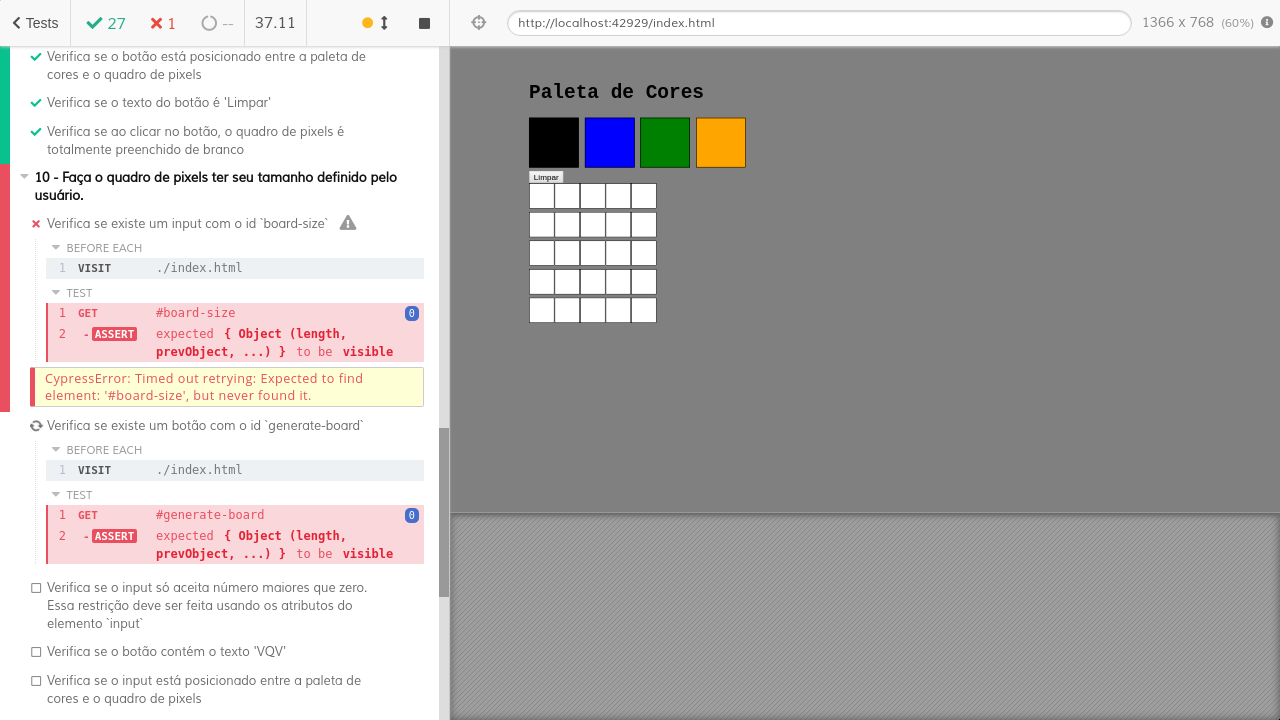 Tests
27
1
--
37.11
http://localhost:42929/index.html
1366 x 768 (60%)
Verifica se o botão está posicionado entre a paleta de
cores e o quadro de pixels
Verifica se o texto do botão é 'Limpar'
Verifica se ao clicar no botão, o quadro de pixels é
totalmente preenchido de branco
10 - Faça o quadro de pixels ter seu tamanho definido pelo
usuário.
Verifica se existe um input com o id `board-size`
BEFORE EACH
1 VISIT ./index.html
TEST
1 GET #board-size 0
2 - ASSERT expected { Object (length,
prevObject, ...) } to be visible
CypressError: Timed out retrying: Expected to find
element: '#board-size', but never found it.
Verifica se existe um botão com o id `generate-board`
BEFORE EACH
1 VISIT ./index.html
TEST
1 GET #generate-board 0
2 - ASSERT expected { Object (length,
prevObject, ...) } to be visible
Verifica se o input só aceita número maiores que zero.
Essa restrição deve ser feita usando os atributos do
elemento `input`
Verifica se o botão contém o texto 'VQV'
Verifica se o input está posicionado entre a paleta de
cores e o quadro de pixels
Paleta de Cores
Limpar